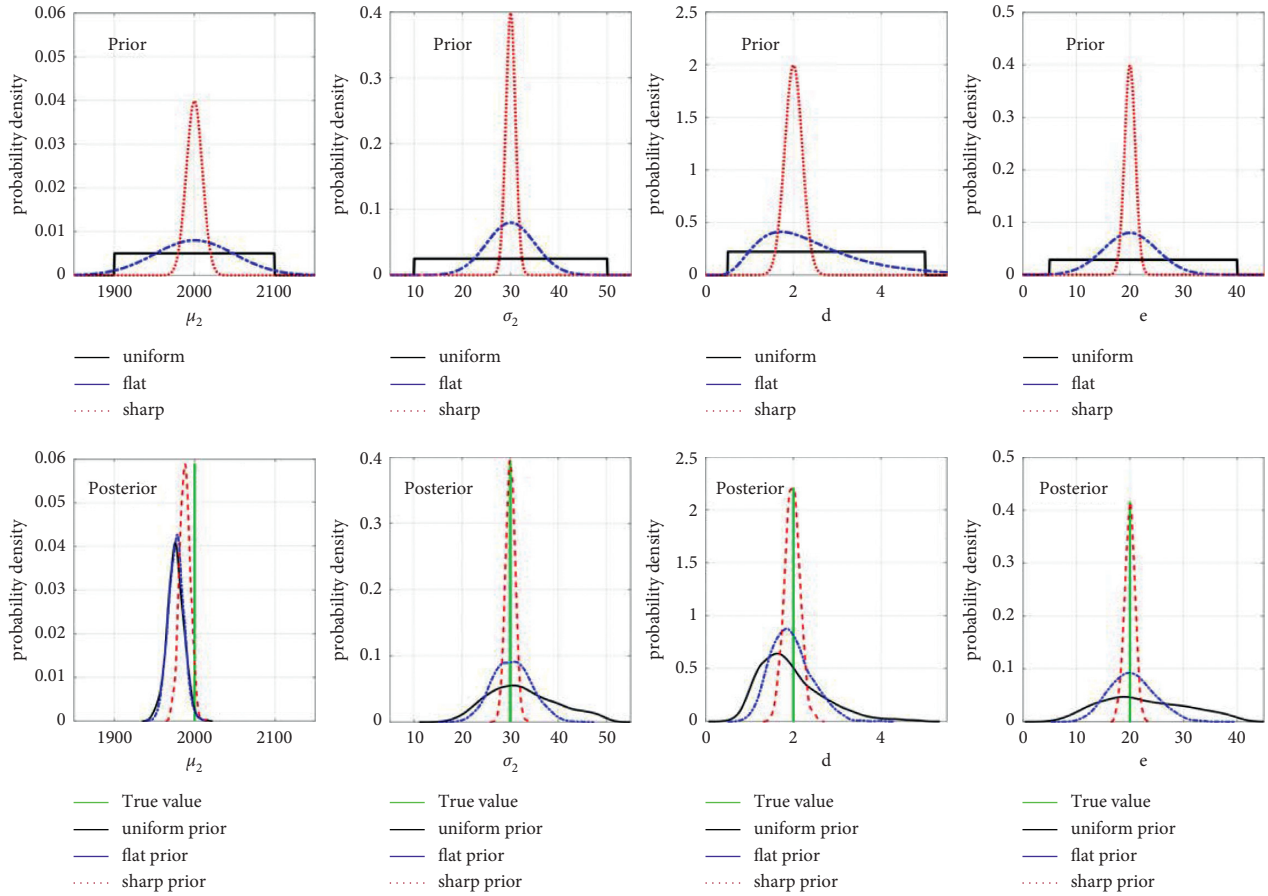 0.06
0.05
0.04
0.03
0.02
0.01
0
Prior
probability density
1900 2000 2100
μ2
uniform
flat
sharp
0.4
0.3
0.2
0.1
0
Prior
probability density
10 20 30 40 50
σ2
uniform
flat
sharp
2.5
2
1.5
1
0.5
0
Prior
probability density
0 2 4
d
uniform
flat
sharp
0.5
0.4
0.3
0.2
0.1
0
Prior
probability density
0 10 20 30 40
e
uniform
flat
sharp
0.06
0.05
0.04
0.03
0.02
0.01
0
Posterior
probability density
1900 2000 2100
μ2
True value
uniform prior
flat prior
sharp prior
0.4
0.3
0.2
0.1
0
Posterior
probability density
10 20 30 40 50
σ2
True value
uniform prior
flat prior
sharp prior
2.5
2
1.5
1
0.5
0
Posterior
probability density
0 2 4
d
True value
uniform prior
flat prior
sharp prior
0.5
0.4
0.3
0.2
0.1
0
Posterior
probability density
0 10 20 30 40
e
True value
uniform prior
flat prior
sharp prior